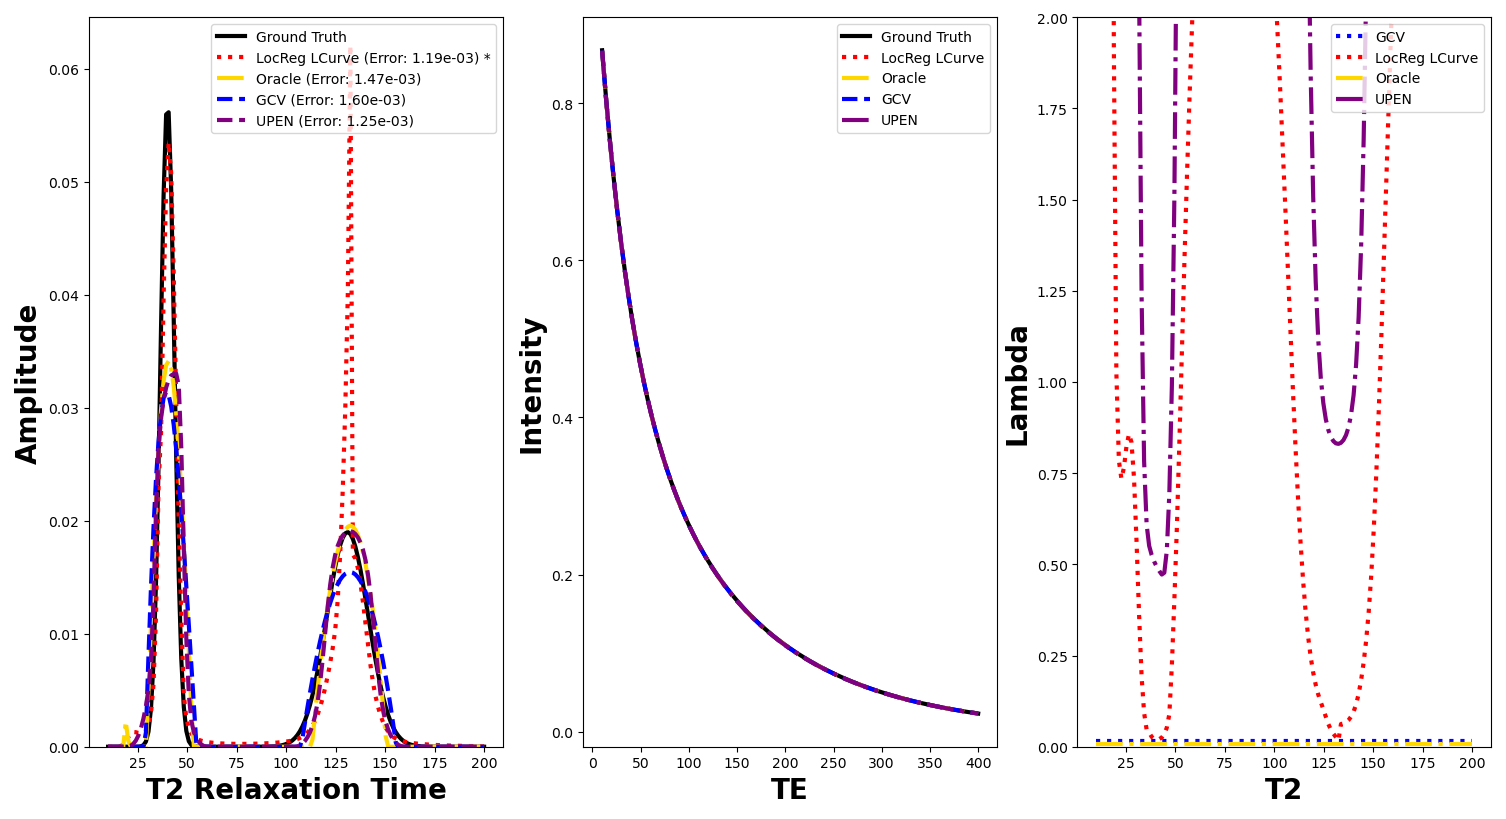 Amplitude
0.06
0.05
0.04
0.03
0.02
0.01
0.00
Ground Truth
LocReg LCurve (Error: 1.19e-03) *
Oracle (Error: 1.47e-03)
GCV (Error: 1.60e-03)
UPEN (Error: 1.25e-03)
25 50 75 100 125 150 175 200
T2 Relaxation Time
Intensity
0.8
0.6
0.4
0.2
0.0
Ground Truth
LocReg LCurve
Oracle
GCV
UPEN
0 50 100 150 200 250 300 350 400
TE
Lambda
2.00
1.75
1.50
1.25
1.00
0.75
0.50
0.25
0.00
GCV
LocReg LCurve
Oracle
UPEN
25 50 75 100 125 150 175 200
T2